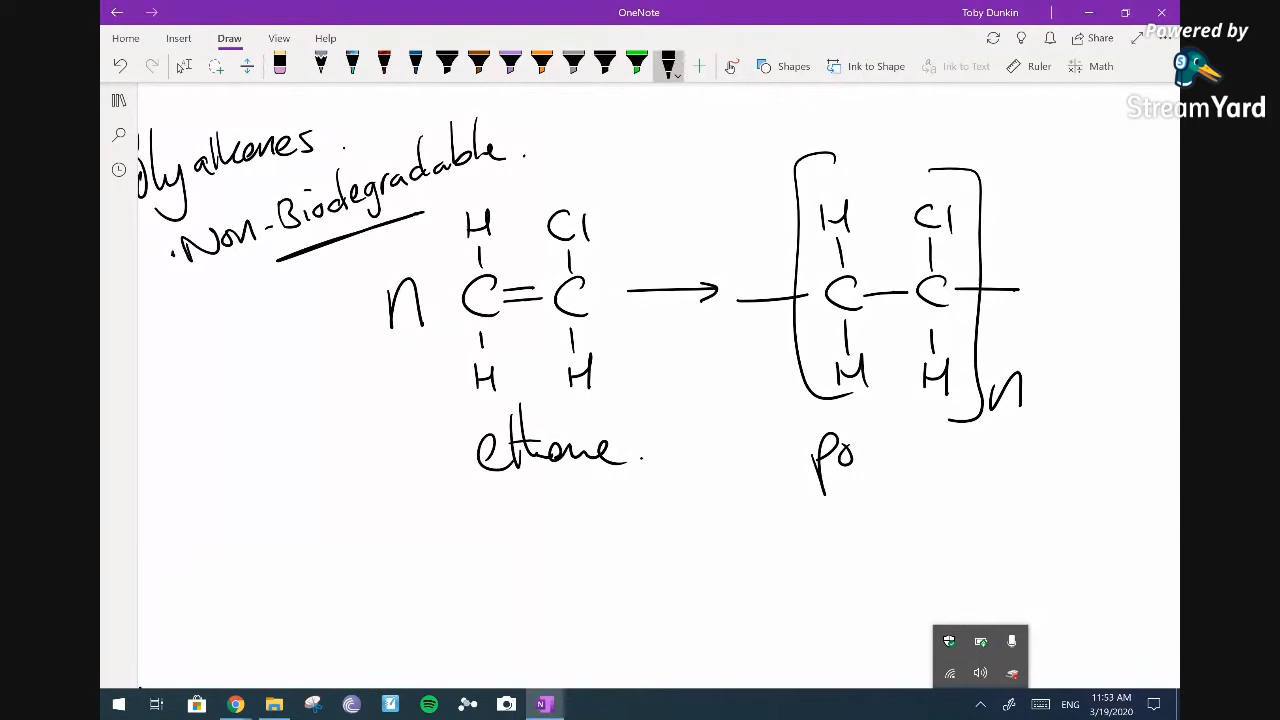 OneNote
Toby Dunkin
Powered by
StreamYard
Home Insert Draw View Help
Share
Shapes Ink to Shape Ink to Text Ruler Math
olyalkenes.
. Non-Biodegradable.
H Cl
n C=C → [-C-C-]n
H H
H Cl
H H
ethene.
po
ENG
11:53 AM
3/19/2020